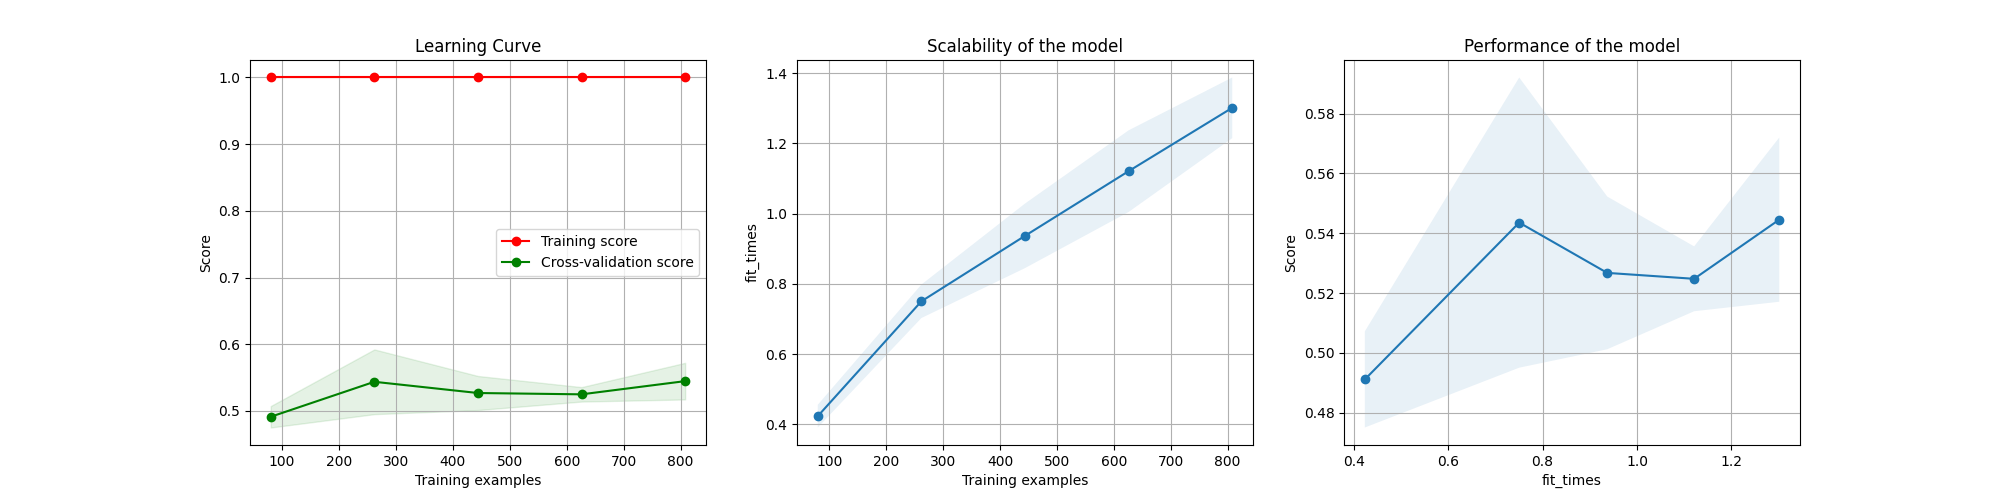 Learning Curve
1.0
0.9
0.8
0.7
0.6
0.5
Score
Training score
Cross-validation score
100 200 300 400 500 600 700 800
Training examples
Scalability of the model
1.4
1.2
1.0
0.8
0.6
0.4
fit_times
100 200 300 400 500 600 700 800
Training examples
Performance of the model
0.58
0.56
0.54
0.52
0.50
0.48
Score
0.4 0.6 0.8 1.0 1.2
fit_times